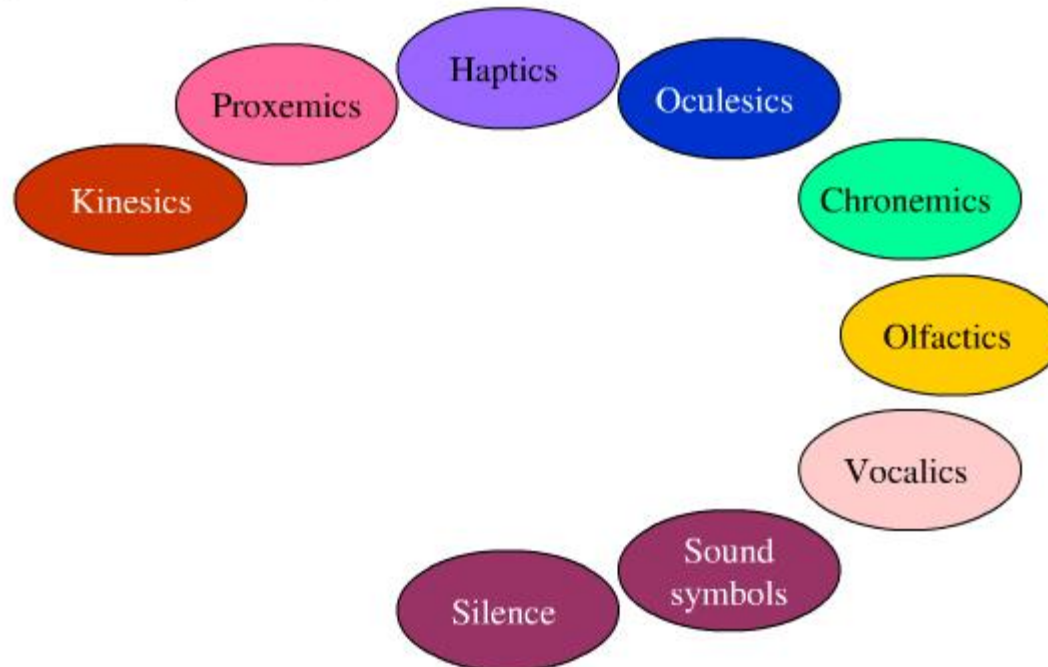 Kinesics
Proxemics
Haptics
Oculesics
Chronemics
Olfactics
Vocalics
Sound
symbols
Silence